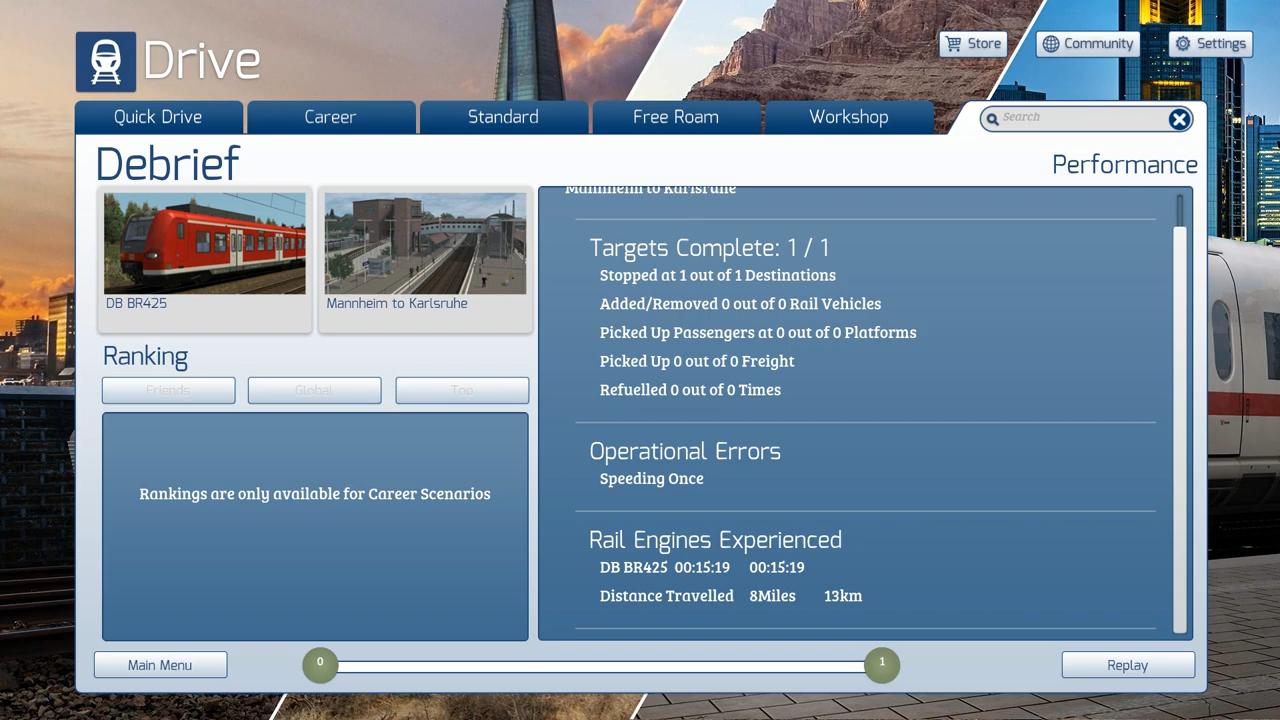 Drive
Store
Community
Settings
Quick Drive
Career
Standard
Free Roam
Workshop
Search
Debrief
Performance
DB BR425
Mannheim to Karlsruhe
Ranking
Friends
Global
Top
Rankings are only available for Career Scenarios
Mannheim to Karlsruhe
Targets Complete: 1 / 1
Stopped at 1 out of 1 Destinations
Added/Removed 0 out of 0 Rail Vehicles
Picked Up Passengers at 0 out of 0 Platforms
Picked Up 0 out of 0 Freight
Refuelled 0 out of 0 Times
Operational Errors
Speeding Once
Rail Engines Experienced
DB BR425 00:15:19 00:15:19
Distance Travelled 8Miles 13km
Main Menu
0
1
Replay